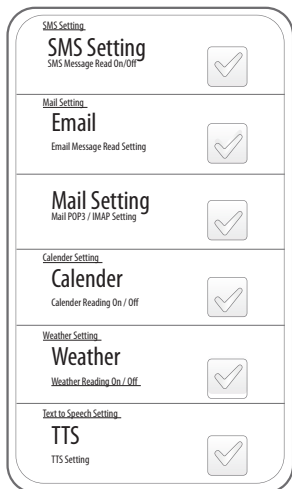 SMS Setting
SMS Setting
SMS Message Read On/Off
Mail Setting
Email
Email Message Read Setting
Mail Setting
Mail POP3 / IMAP Setting
Calender Setting
Calender
Calender Reading On / Off
Weather Setting
Weather
Weather Reading On / Off
Text to Speech Setting
TTS
TTS Setting